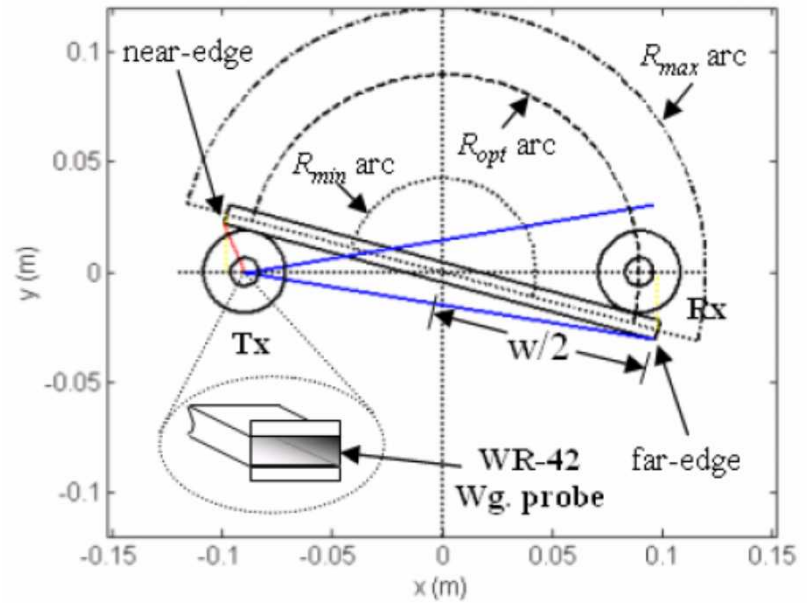 near-edge
R_max arc
R_opt arc
R_min arc
0.1
0.05
0
-0.05
-0.1
y (m)
Tx
Rx
W/2
WR-42
Wg. probe
far-edge
-0.15
-0.1
-0.05
0
0.05
0.1
0.15
x (m)